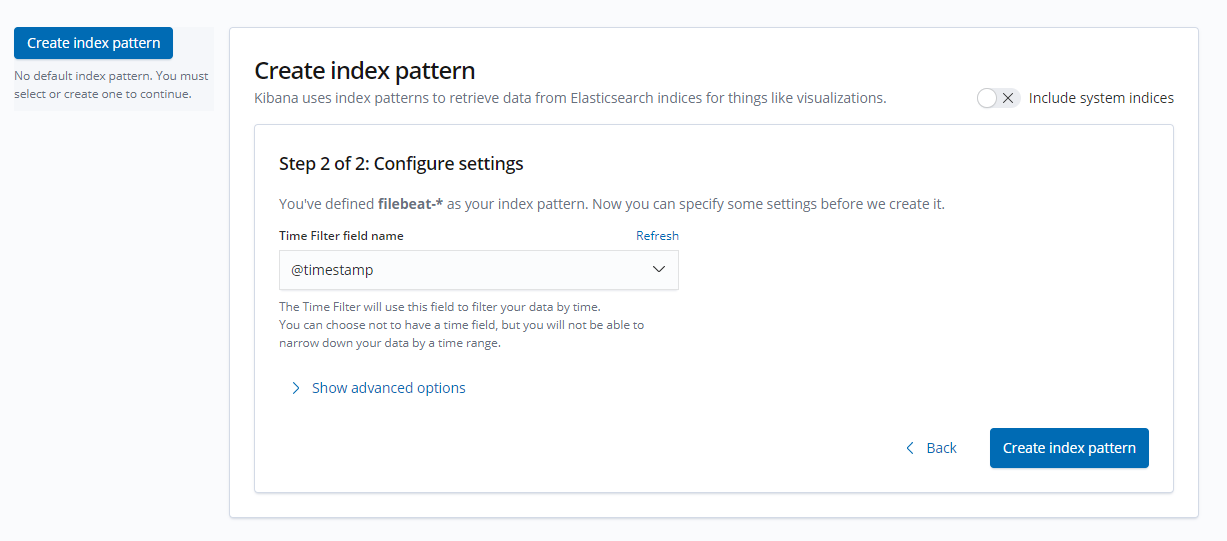 Create index pattern
No default index pattern. You must
select or create one to continue.
Create index pattern
Kibana uses index patterns to retrieve data from Elasticsearch indices for things like visualizations.
Include system indices
Step 2 of 2: Configure settings
You've defined filebeat-* as your index pattern. Now you can specify some settings before we create it.
Time Filter field name
Refresh
@timestamp
The Time Filter will use this field to filter your data by time.
You can choose not to have a time field, but you will not be able to
narrow down your data by a time range.
Show advanced options
Back
Create index pattern